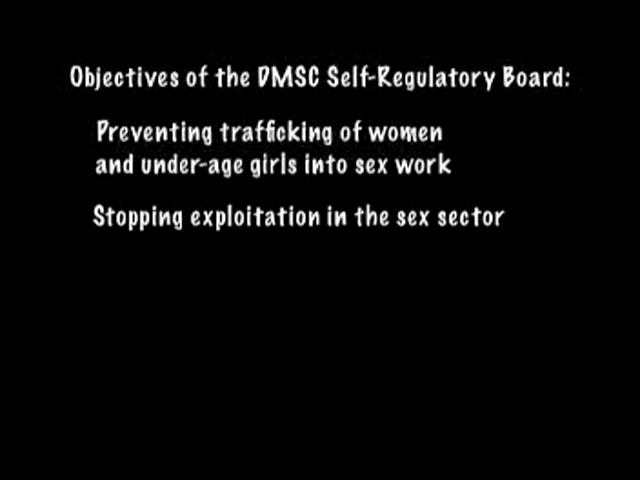 Objectives of the DMSC Self-Regulatory Board:
Preventing trafficking of women
and under-age girls into sex work
Stopping exploitation in the sex sector